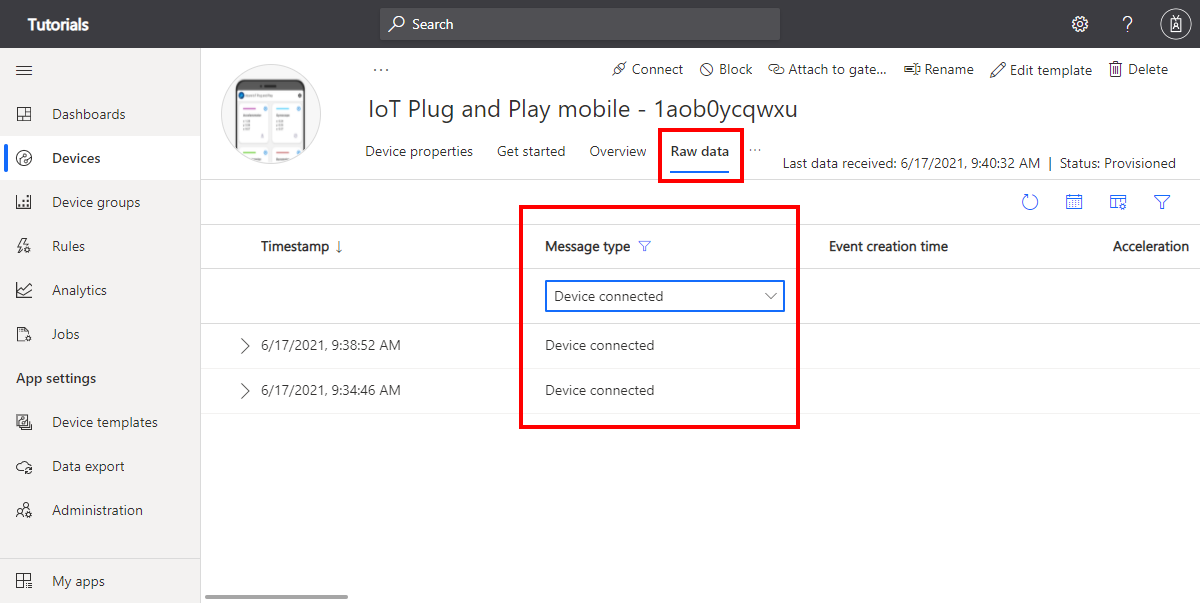 Tutorials
Search
Dashboards
Devices
Device groups
Rules
Analytics
Jobs
App settings
Device templates
Data export
Administration
My apps
...
Connect
Block
Attach to gate...
Rename
Edit template
Delete
IoT Plug and Play mobile - 1aob0ycqwxu
Device properties
Get started
Overview
Raw data
...
Last data received: 6/17/2021, 9:40:32 AM | Status: Provisioned
Timestamp ↓
Message type
Event creation time
Acceleration
Device connected
6/17/2021, 9:38:52 AM
Device connected
6/17/2021, 9:34:46 AM
Device connected